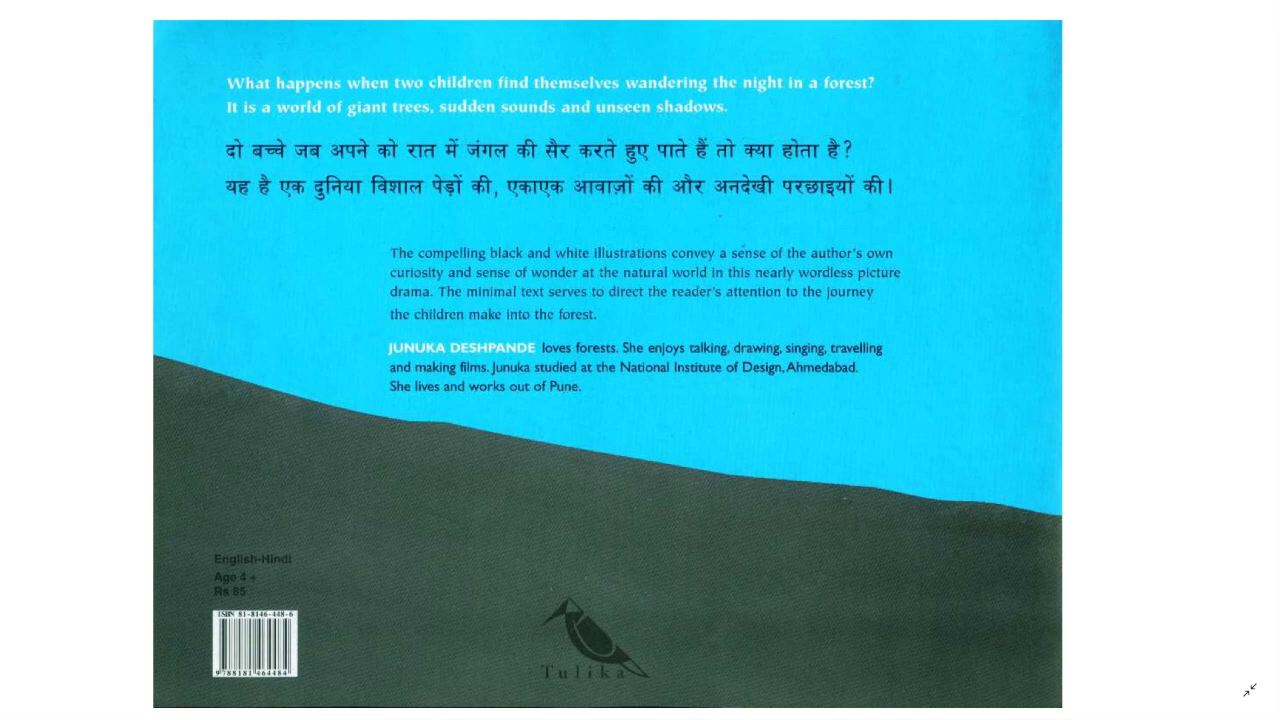 What happens when two children find themselves wandering the night in a forest?
It is a world of giant trees, sudden sounds and unseen shadows.
दो बच्चे जब अपने को रात में जंगल की सैर करते हुए पाते हैं तो क्या होता है?
यह है एक दुनिया विशाल पेड़ों की, एकाएक आवाज़ों की और अनदेखी परछाइयों की।
The compelling black and white illustrations convey a sense of the author's own
curiosity and sense of wonder at the natural world in this nearly wordless picture
drama. The minimal text serves to direct the reader's attention to the journey
the children make into the forest.
JUNUKA DESHPANDE loves forests. She enjoys talking, drawing, singing, travelling
and making films. Junuka studied at the National Institute of Design, Ahmedabad.
She lives and works out of Pune.
English-Hindi
Age 4 +
Rs 85
ISBN 81-8146-448-6
9788181464484
Tulika